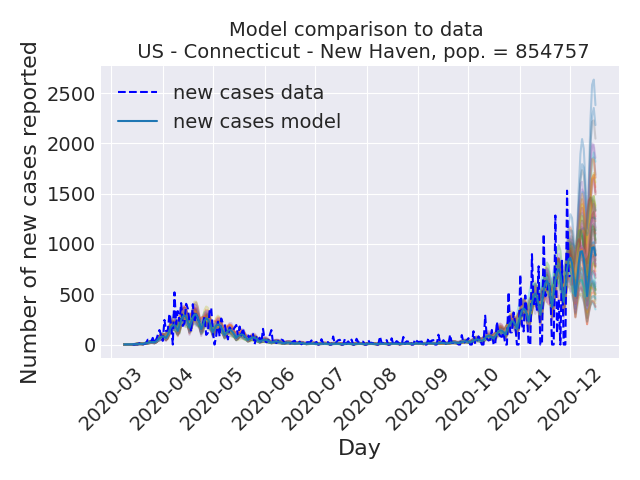 Model comparison to data
US - Connecticut - New Haven, pop. = 854757
Number of new cases reported
2500
2000
1500
1000
500
0
new cases data
new cases model
2020-03
2020-04
2020-05
2020-06
2020-07
2020-08
2020-09
2020-10
2020-11
2020-12
Day